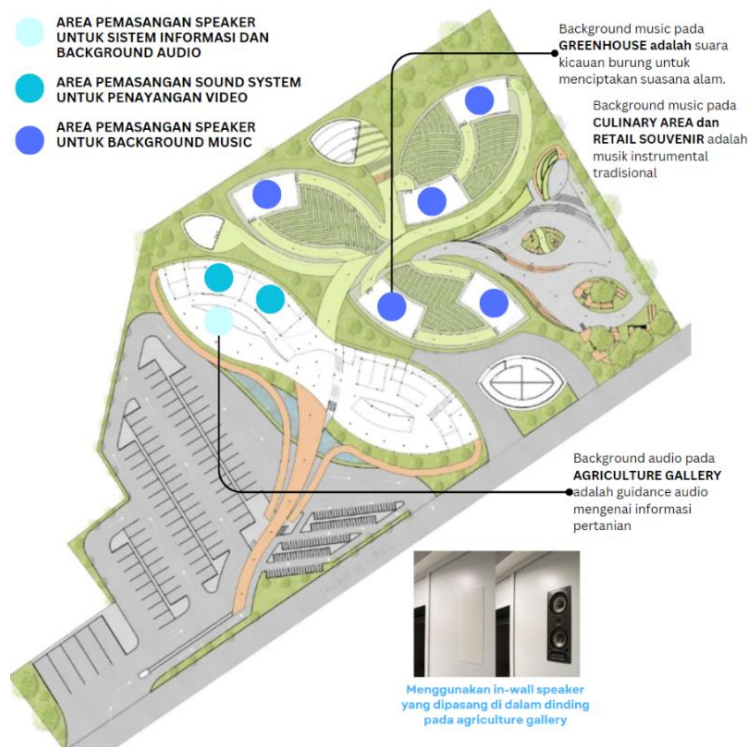 AREA PEMASANGAN SPEAKER
UNTUK SISTEM INFORMASI DAN
BACKGROUND AUDIO
AREA PEMASANGAN SOUND SYSTEM
UNTUK PENAYANGAN VIDEO
AREA PEMASANGAN SPEAKER
UNTUK BACKGROUND MUSIC
Background music pada
GREENHOUSE adalah suara
kicauan burung untuk
menciptakan suasana alam.
Background music pada
CULINARY AREA dan
RETAIL SOUVENIR adalah
musik instrumental
tradisional
Background audio pada
AGRICULTURE GALLERY
adalah guidance audio
mengenai informasi
pertanian
Menggunakan in-wall speaker
yang dipasang di dalam dinding
pada agriculture gallery